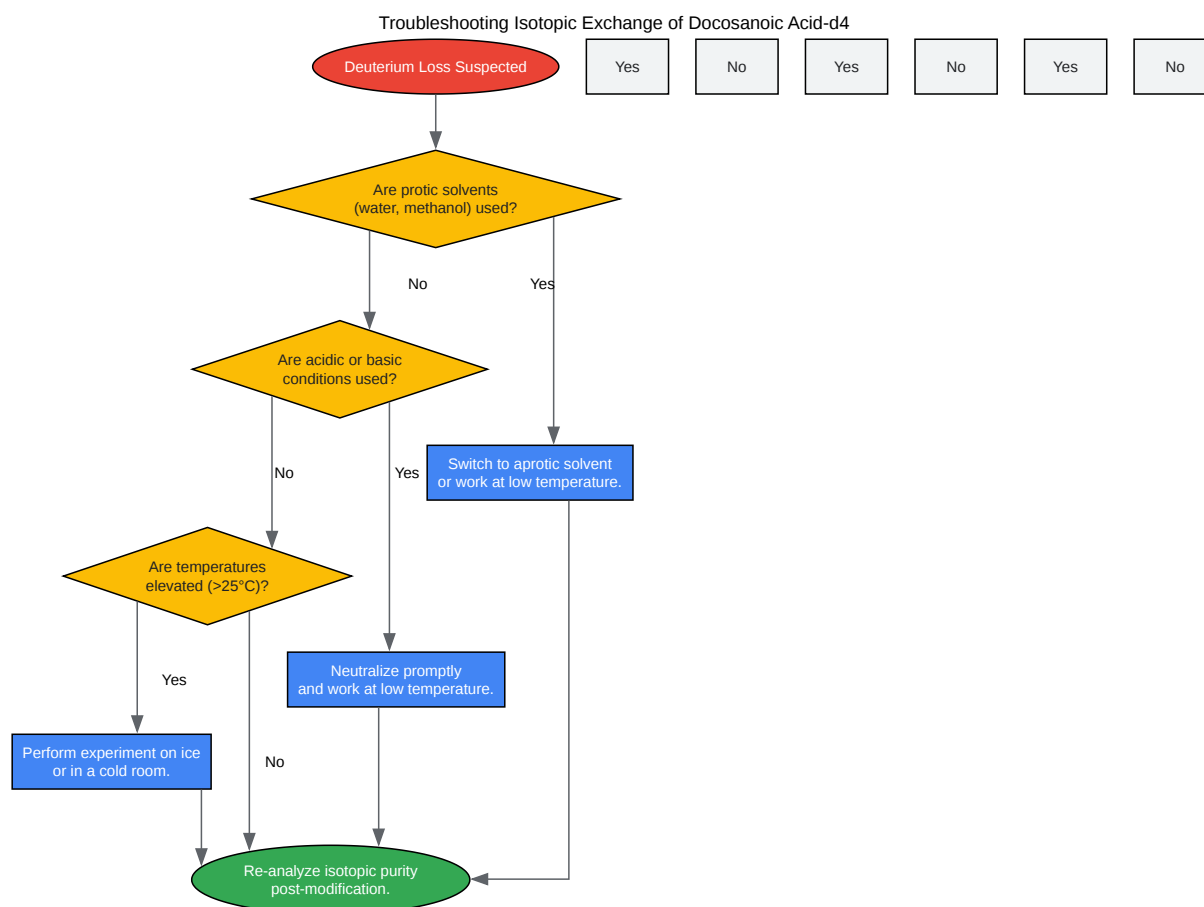 Troubleshooting Isotopic Exchange of Docosanoic Acid-d4
Deuterium Loss Suspected
Yes
No
Yes
No
Yes
No
Are protic solvents
(water, methanol) used?
No
Yes
Are acidic or basic
conditions used?
No
Yes
Switch to aprotic solvent
or work at low temperature.
Are temperatures
elevated (>25°C)?
Yes
Neutralize promptly
and work at low temperature.
Perform experiment on ice
or in a cold room.
No
Re-analyze isotopic purity
post-modification.